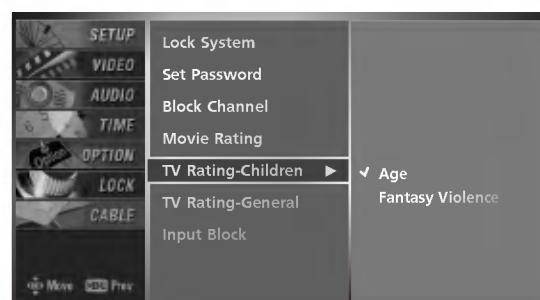 SETUP
VIDEO
AUDIO
TIME
OPTION
LOCK
CABLE
Move Prev
Lock System
Set Password
Block Channel
Movie Rating
TV Rating-Children
TV Rating-General
Input Block
Age
Fantasy Violence